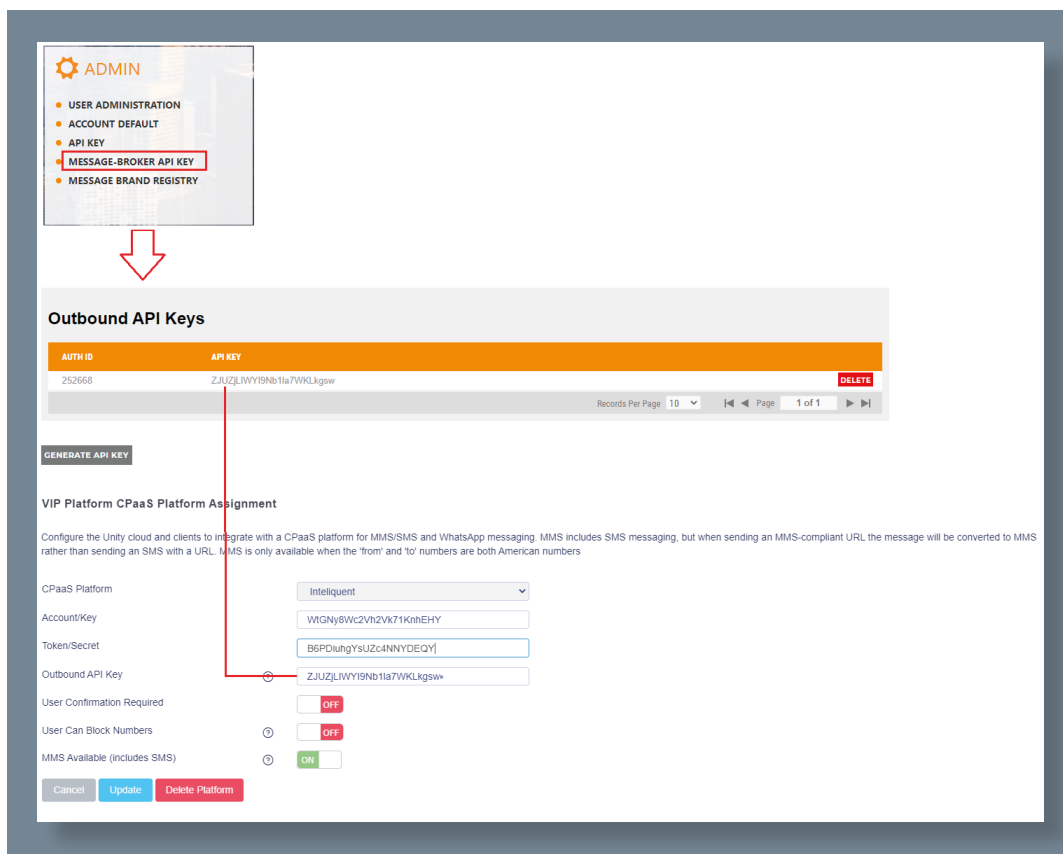 ADMIN
USER ADMINISTRATION
ACCOUNT DEFAULT
API KEY
MESSAGE-BROKER API KEY
MESSAGE BRAND REGISTRY
Outbound API Keys
AUTH ID API KEY
252668 ZJUZjLIWYI9Nb1Ia7WKLkgsw DELETE
Records Per Page 10 Page 1 of 1
GENERATE API KEY
VIP Platform CPaaS Platform Assignment
Configure the Unity cloud and clients to integrate with a CPaaS platform for MMS/SMS and WhatsApp messaging. MMS includes SMS messaging, but when sending an MMS-compliant URL the message will be converted to MMS
rather than sending an SMS with a URL. MMS is only available when the 'from' and 'to' numbers are both American numbers
CPaaS Platform Inteliquent
Account/Key WtGNy8Wc2Vh2Vk71KnhEHY
Token/Secret B6PDiuhgYsUZc4NNYDEQY
Outbound API Key ? ZJUZjLIWYI9Nb1Ia7WKLkgsw
User Confirmation Required OFF
User Can Block Numbers ? OFF
MMS Available (includes SMS) ? ON
Cancel Update Delete Platform